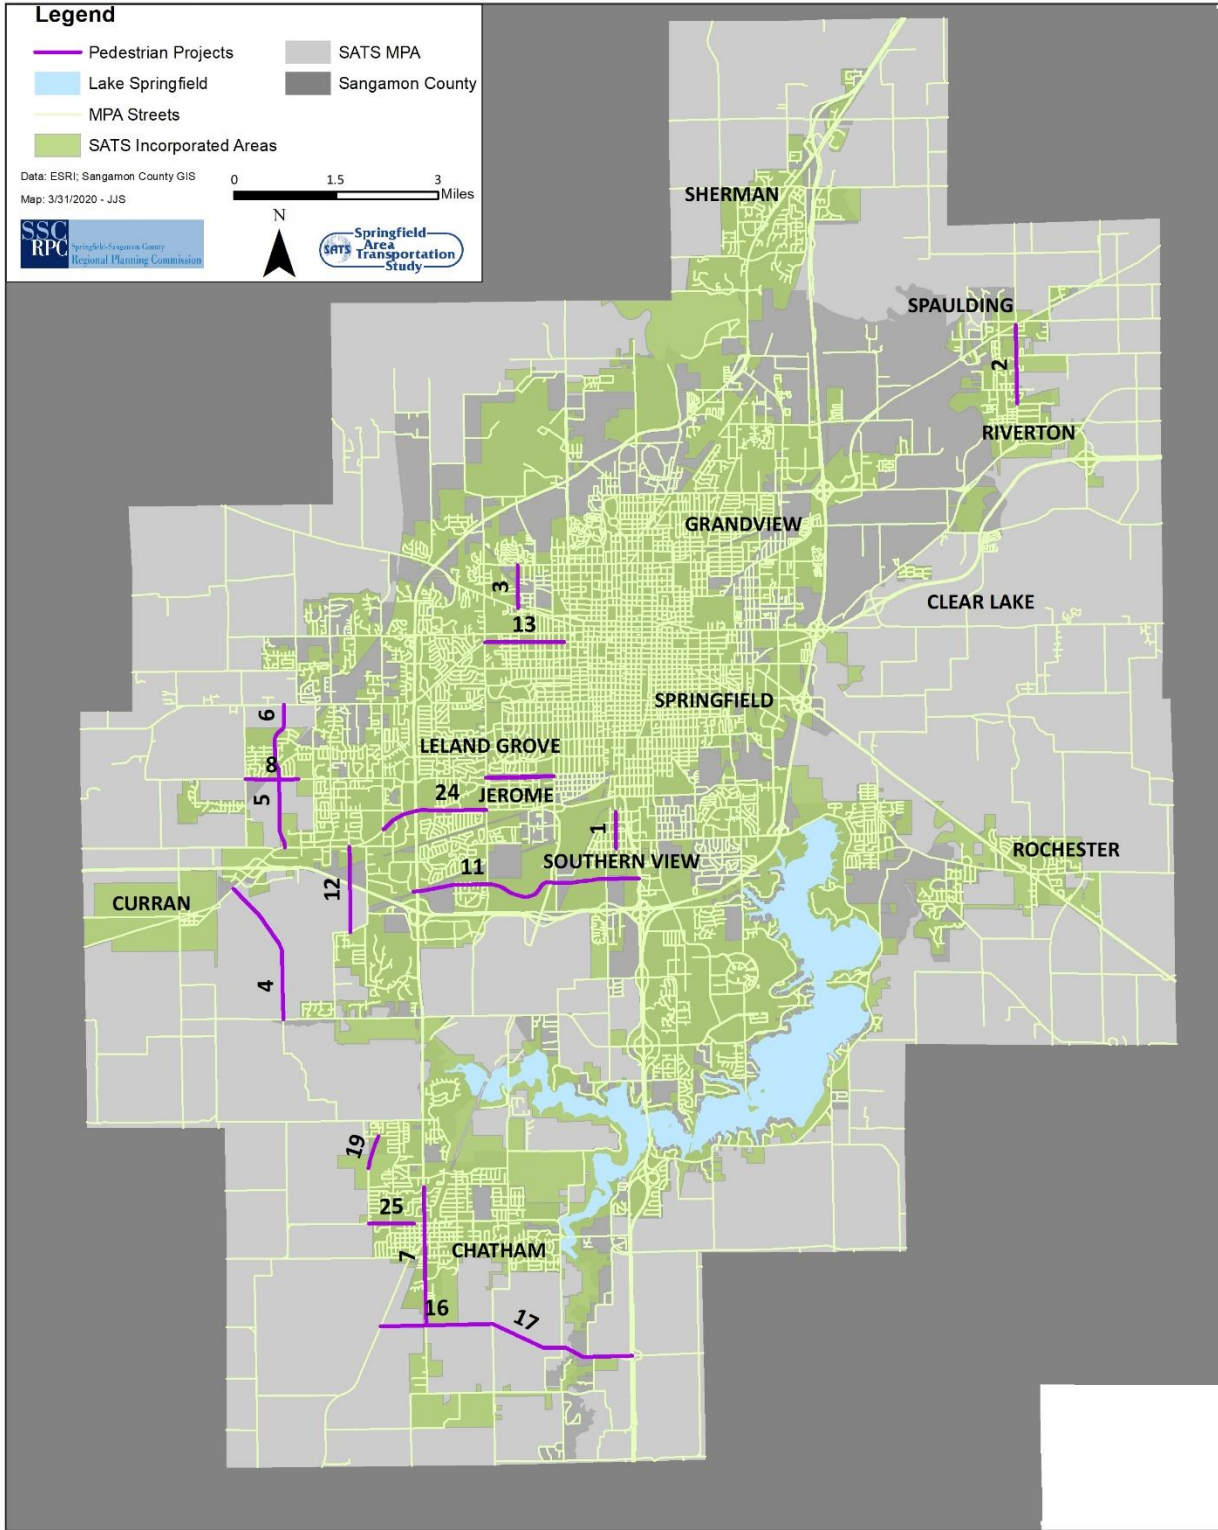 Legend
Pedestrian Projects
SATS MPA
Lake Springfield
Sangamon County
MPA Streets
SATS Incorporated Areas
Data: ESRI; Sangamon County GIS
Map: 3/31/2020 - JJS
0 1.5 3
Miles
SSC
RPC
Springfield-Sangamon County
Regional Planning Commission
N
SATS
Springfield
Area
Transportation
Study
SHERMAN
SPAULDING
2
RIVERTON
GRANDVIEW
3
CLEAR LAKE
13
SPRINGFIELD
6
LELAND GROVE
8
JEROME
24
5
1
ROCHESTER
SOUTHERN VIEW
11
12
CURRAN
4
19
25
7
CHATHAM
16
17